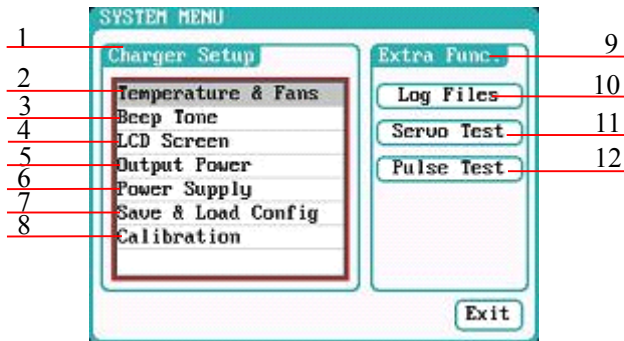 SYSTEM MENU
1 Charger Setup
2 Temperature & Fans
3 Beep Tone
4 LCD Screen
5 Output Power
6 Power Supply
7 Save & Load Config
8 Calibration
Extra Func. 9
Log Files 10
Servo Test 11
Pulse Test 12
Exit